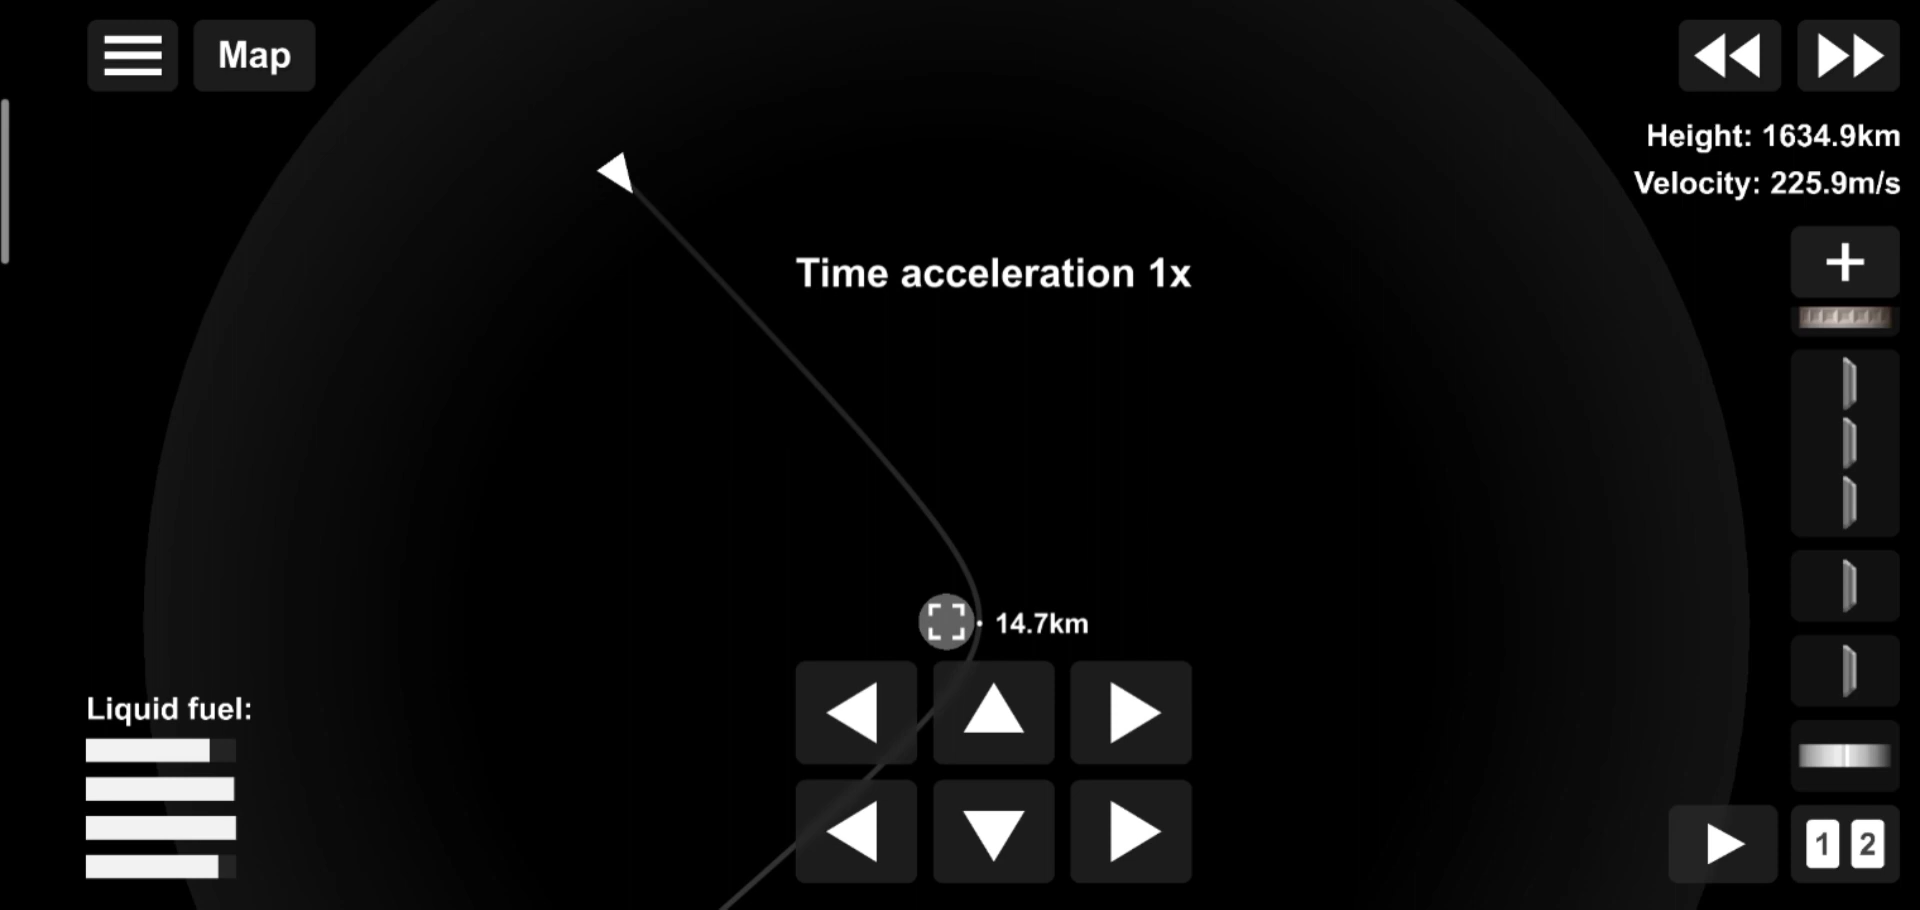 Map
Height: 1634.9km
Velocity: 225.9m/s
Time acceleration 1x
14.7km
Liquid fuel:
1 2